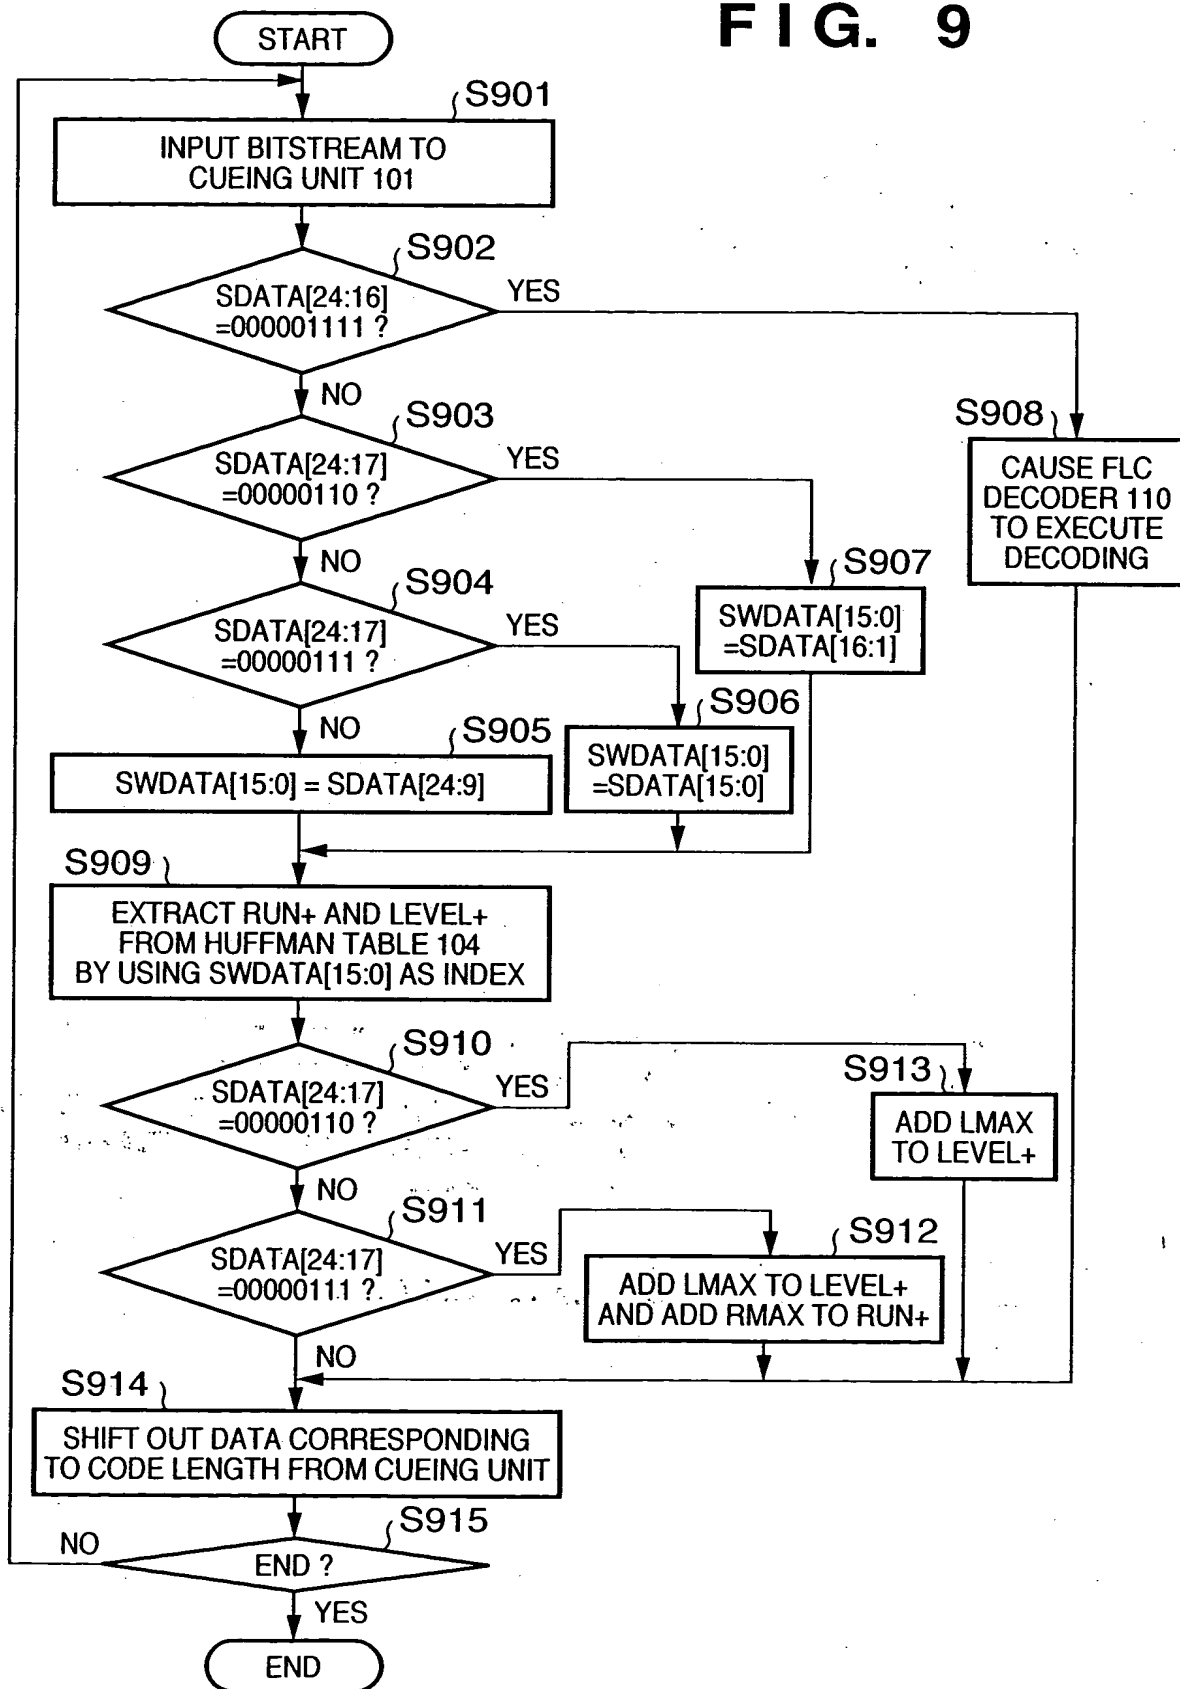 FIG. 9
START
S901
INPUT BITSTREAM TO
CUEING UNIT 101
S902
SDATA[24:16]
=000001111 ?
YES
NO
S903
SDATA[24:17]
=00000110 ?
YES
NO
S908
CAUSE FLC
DECODER 110
TO EXECUTE
DECODING
S904
SDATA[24:17]
=00000111 ?
YES
NO
S907
SWDATA[15:0]
=SDATA[16:1]
S906
SWDATA[15:0]
=SDATA[15:0]
S905
SWDATA[15:0] = SDATA[24:9]
S909
EXTRACT RUN+ AND LEVEL+
FROM HUFFMAN TABLE 104
BY USING SWDATA[15:0] AS INDEX
S910
SDATA[24:17]
=00000110 ?
YES
NO
S913
ADD LMAX
TO LEVEL+
S911
SDATA[24:17]
=00000111 ?
YES
NO
S912
ADD LMAX TO LEVEL+
AND ADD RMAX TO RUN+
S914
SHIFT OUT DATA CORRESPONDING
TO CODE LENGTH FROM CUEING UNIT
S915
END ?
NO
YES
END